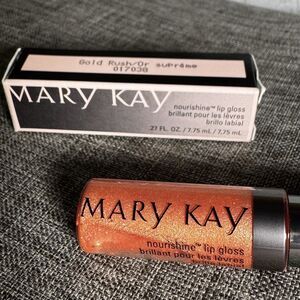 Gold Rush/Or suprême
017038
MARY KAY
nourishine™ lip gloss
brillant pour les lèvres
brillo labial
.27 FL. OZ. / 7.75 mL / 7,75 mL
MARY KAY
nourishine™ lip gloss
brillant pour les lèvres
brillo labial